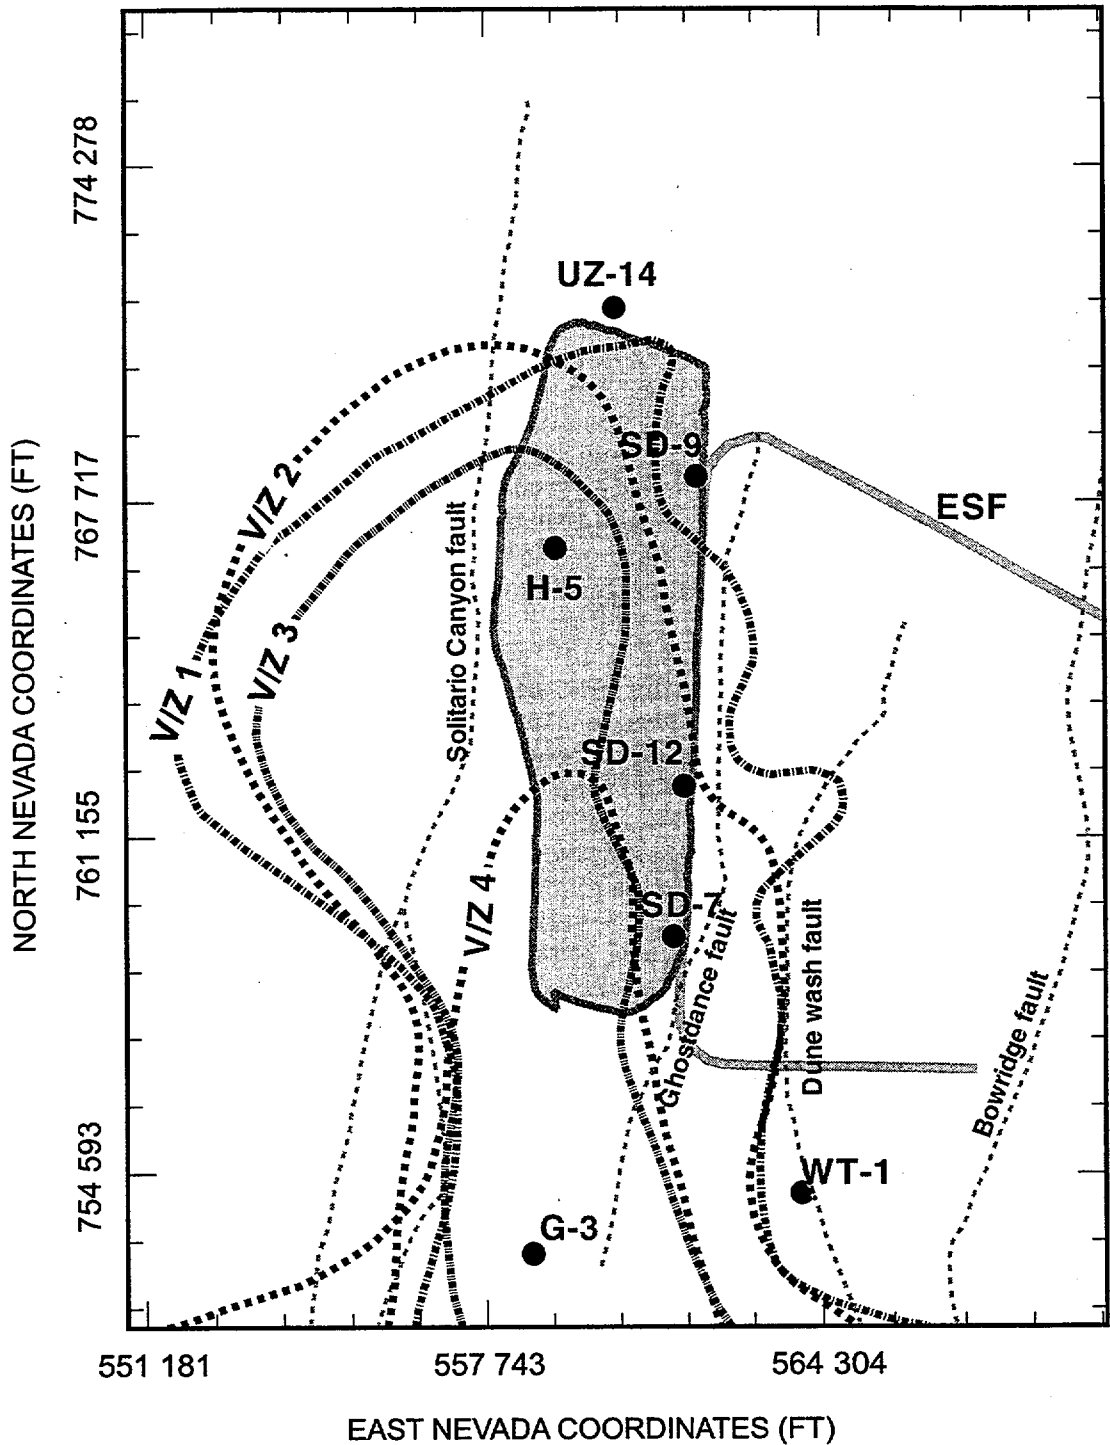 774 278
UZ-14
V/Z 2
SD-9
767 717
ESF
Solitario Canyon fault
H-5
V/Z 3
V/Z 1
NORTH NEVADA COORDINATES (FT)
SD-12
761 155
V/Z 4
SD-7
Ghostdance fault
Dune wash fault
Bowridge fault
754 593
WT-1
G-3
551 181
557 743
564 304
EAST NEVADA COORDINATES (FT)